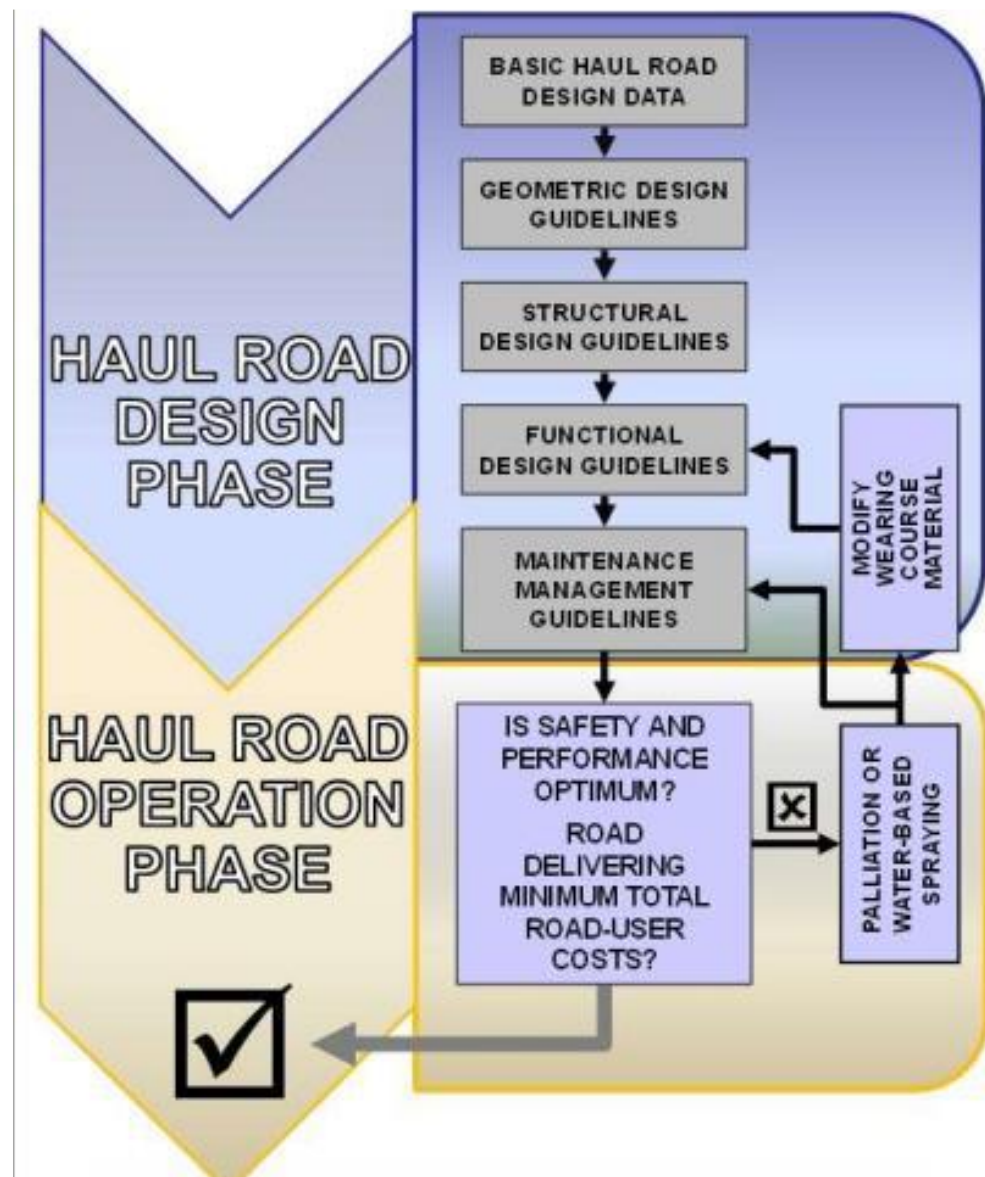 BASIC HAUL ROAD
DESIGN DATA
GEOMETRIC DESIGN
GUIDELINES
STRUCTURAL
DESIGN GUIDELINES
HAUL ROAD
DESIGN
PHASE
FUNCTIONAL
DESIGN GUIDELINES
MODIFY
WEARING
COURSE
MATERIAL
MAINTENANCE
MANAGEMENT
GUIDELINES
HAUL ROAD
OPERATION
PHASE
IS SAFETY AND
PERFORMANCE
OPTIMUM?
ROAD
DELIVERING
MINIMUM TOTAL
ROAD-USER
COSTS?
PALLIATION OR
WATER-BASED
SPRAYING